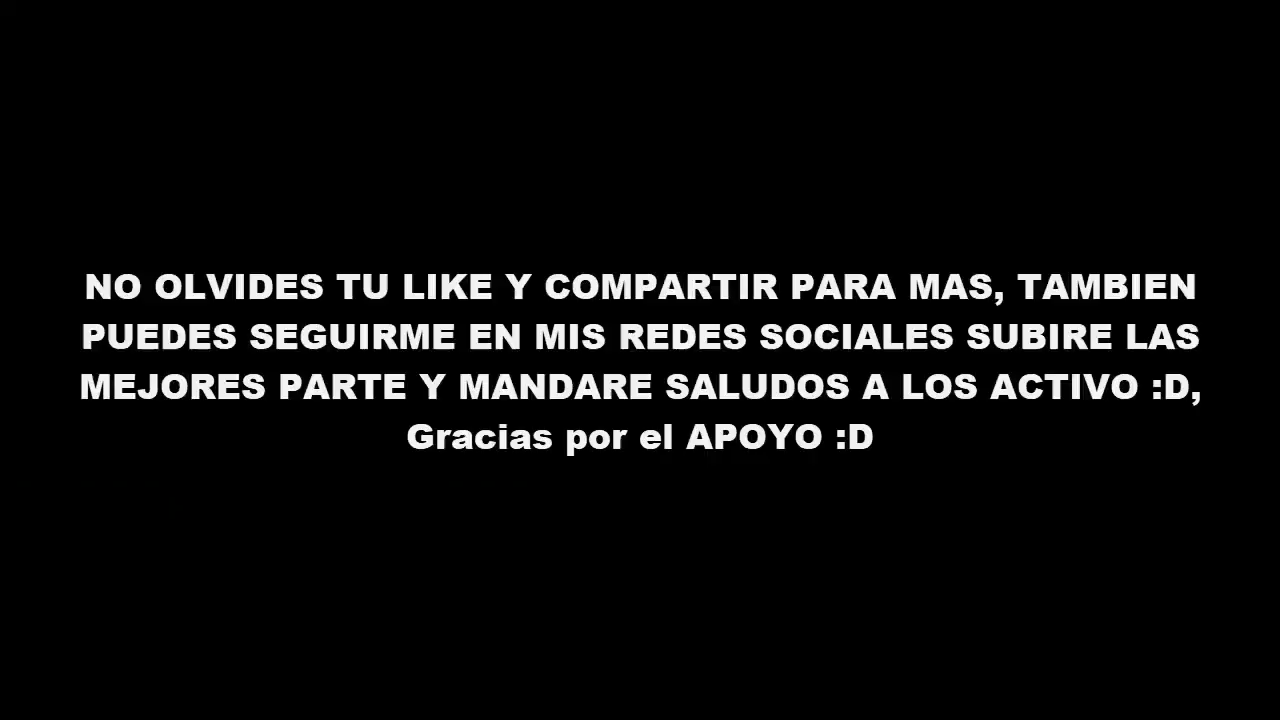 NO OLVIDES TU LIKE Y COMPARTIR PARA MAS, TAMBIEN
PUEDES SEGUIRME EN MIS REDES SOCIALES SUBIRE LAS
MEJORES PARTE Y MANDARE SALUDOS A LOS ACTIVO :D,
Gracias por el APOYO :D